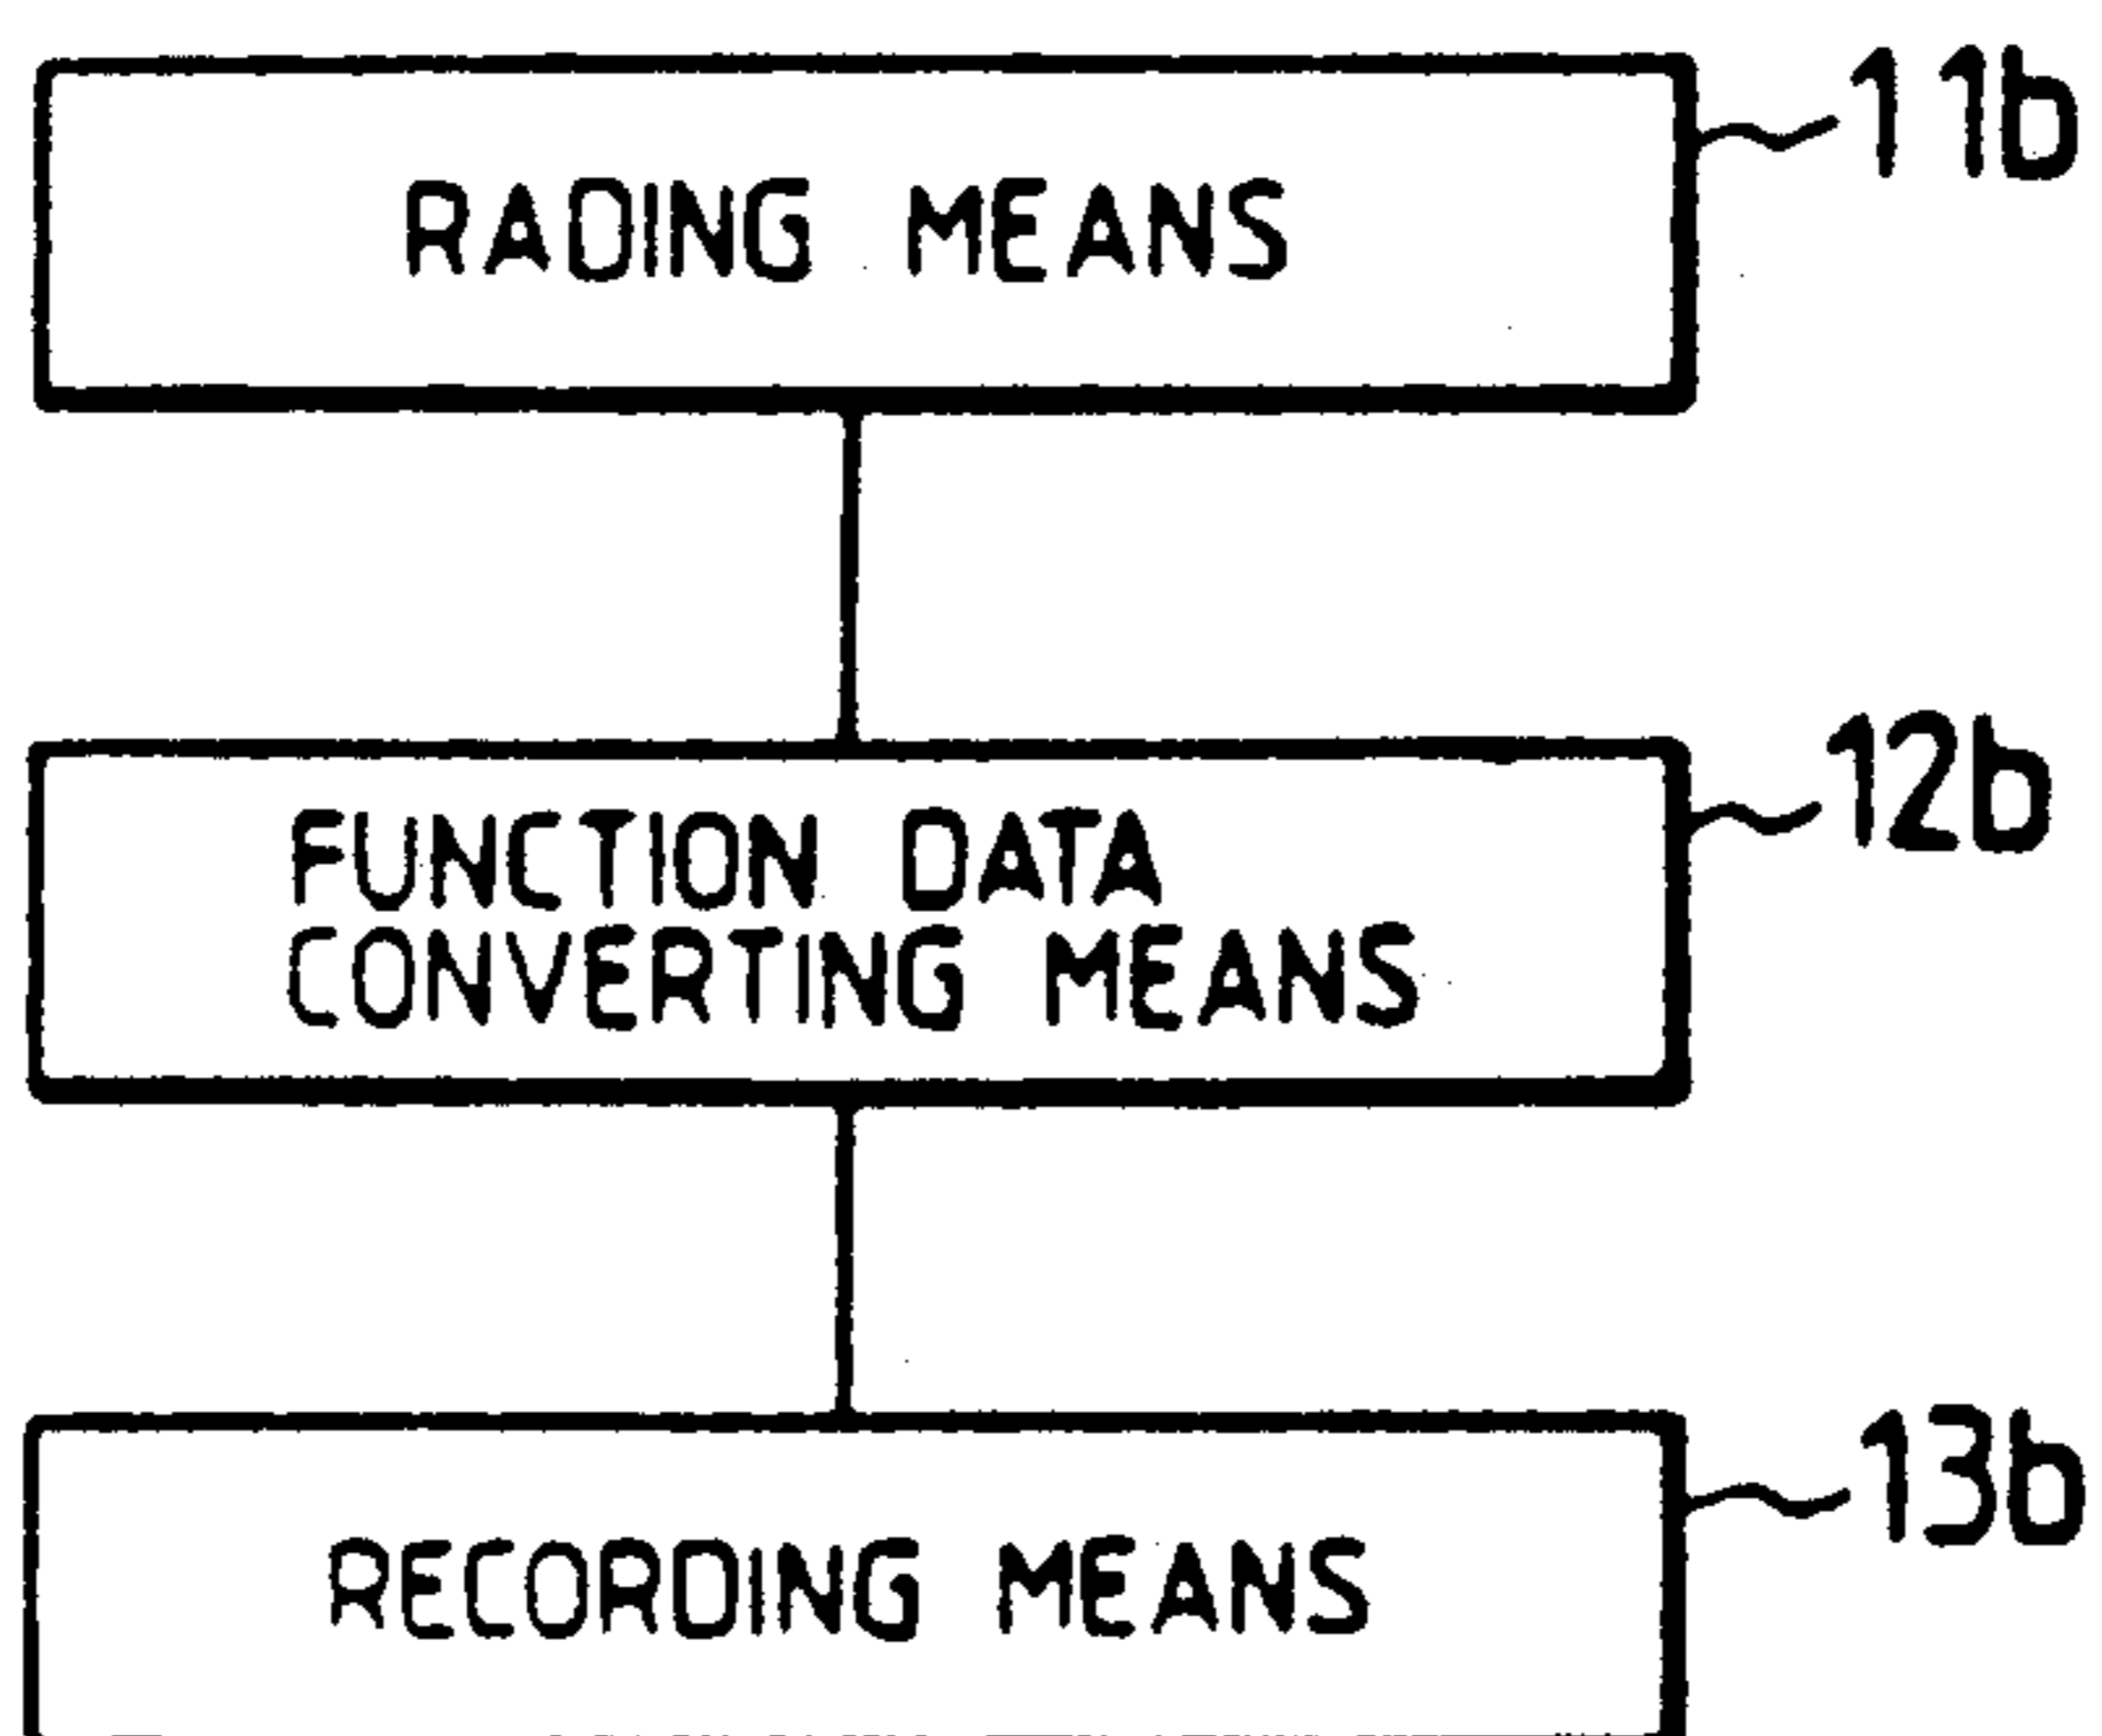 RADING MEANS
11b
FUNCTION DATA
CONVERTING MEANS
12b
RECORDING MEANS
13b